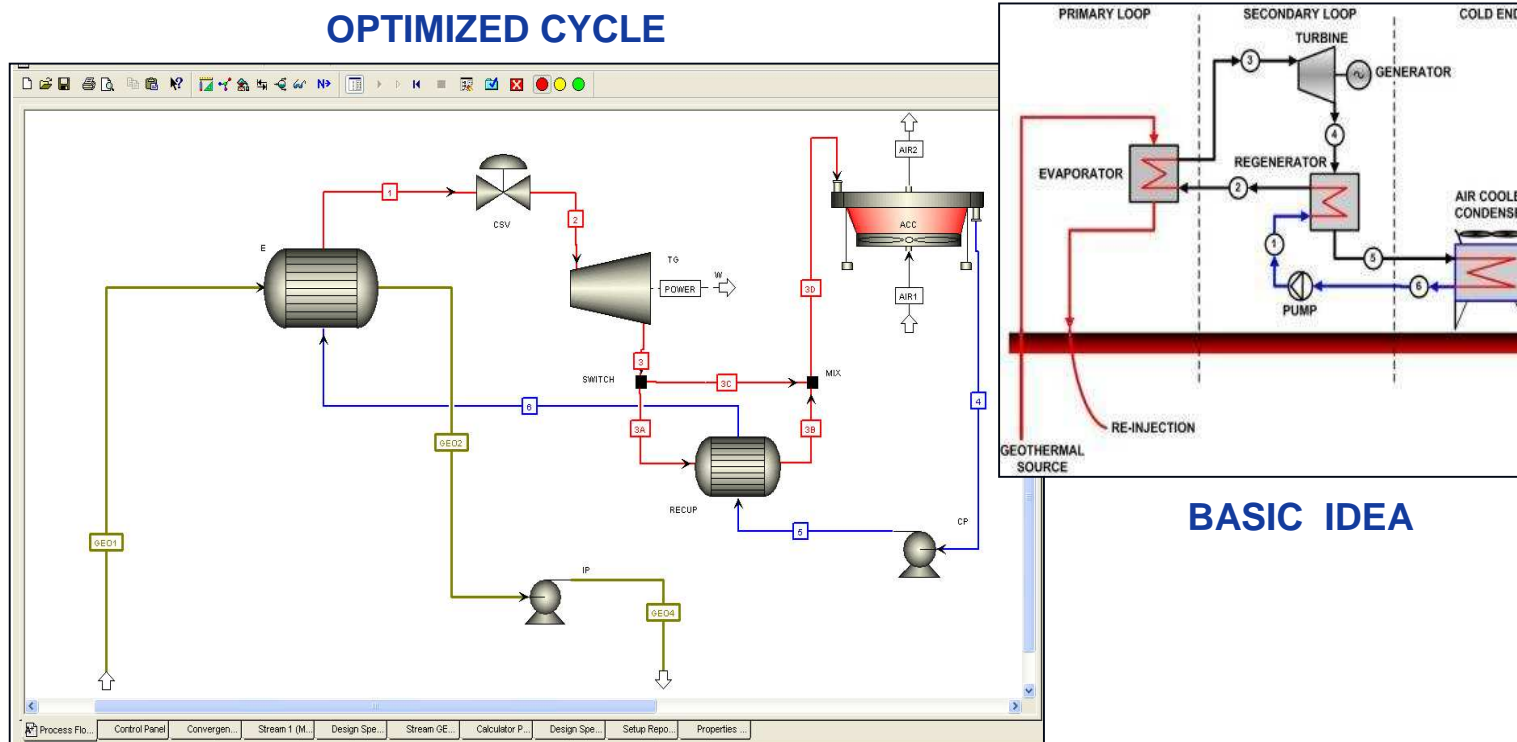 OPTIMIZED CYCLE
N>
1
CSV
2
E
TG
POWER
W
3
SWITCH
3C
MIX
3A
3B
3D
AIR2
ACC
AIR1
4
6
RECUP
5
CP
GEO1
GEO2
IP
GEO4
Process Flo...
Control Panel
Convergen...
Stream 1 (M...
Design Spe...
Stream GE...
Calculator P...
Design Spe...
Setup Repo...
Properties ...
PRIMARY LOOP
SECONDARY LOOP
COLD END
TURBINE
3
GENERATOR
4
EVAPORATOR
REGENERATOR
2
AIR COOLE
CONDENSE
1
5
6
PUMP
RE-INJECTION
GEOTHERMAL
SOURCE
BASIC IDEA